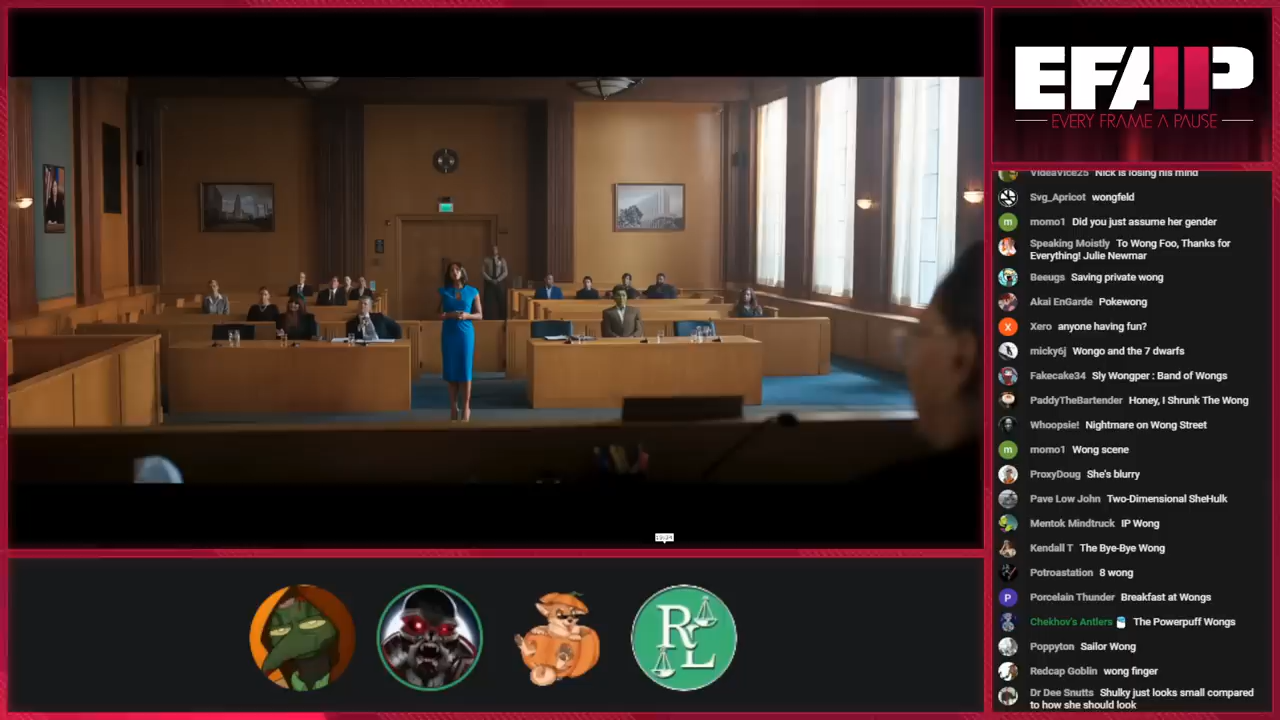 EFAP
EVERY FRAME A PAUSE
VideaVice25 Nick is losing his mind
Svg_Apricot wongfeld
momo1 Did you just assume her gender
Speaking Moistly To Wong Foo, Thanks for
Everything! Julie Newmar
Beeugs Saving private wong
Akai EnGarde Pokewong
Xero anyone having fun?
micky6j Wongo and the 7 dwarfs
Fakecake34 Sly Wongper : Band of Wongs
PaddyTheBartender Honey, I Shrunk The Wong
Whoopsie! Nightmare on Wong Street
momo1 Wong scene
ProxyDoug She's blurry
Pave Low John Two-Dimensional SheHulk
Mentok Mindtruck IP Wong
Kendall T The Bye-Bye Wong
Potroastation 8 wong
Porcelain Thunder Breakfast at Wongs
Chekhov's Antlers The Powerpuff Wongs
Poppyton Sailor Wong
Redcap Goblin wong finger
Dr Dee Snutts Shulky just looks small compared
to how she should look
m
X
m
P
RL